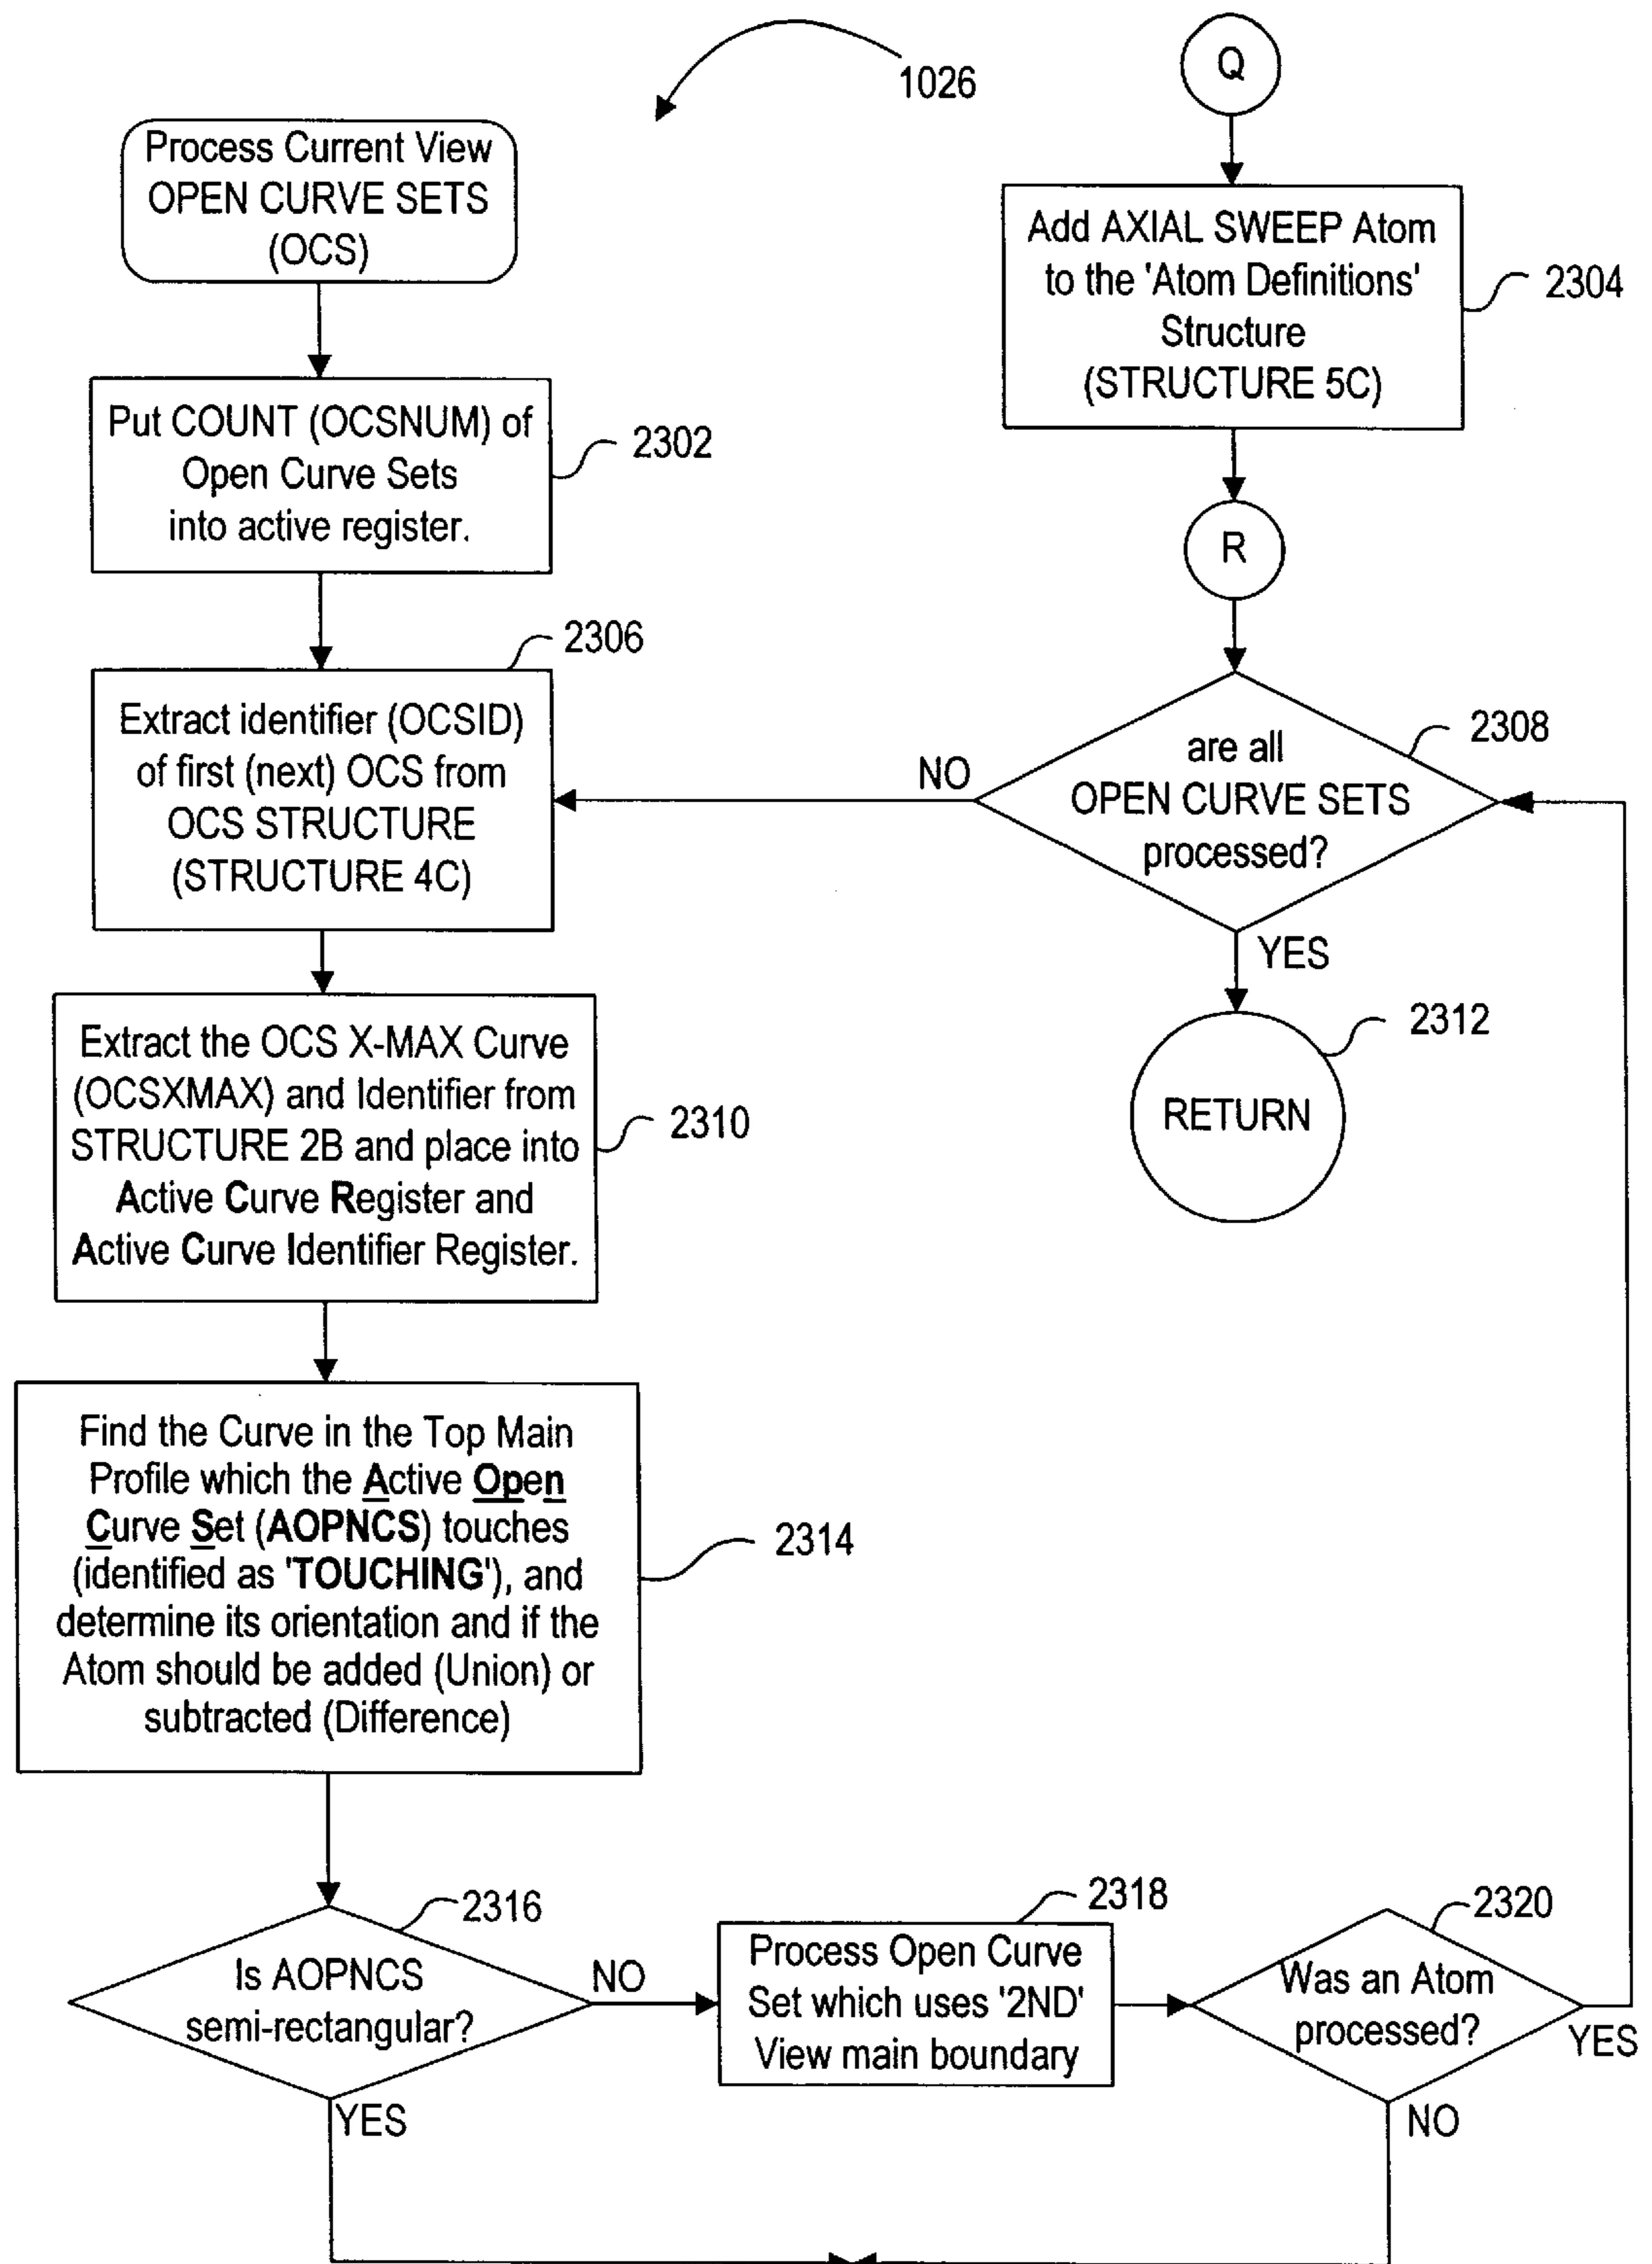 1026
Process Current View
OPEN CURVE SETS
(OCS)
Put COUNT (OCSNUM) of
Open Curve Sets
into active register.
2302
2306
Extract identifier (OCSID)
of first (next) OCS from
OCS STRUCTURE
(STRUCTURE 4C)
Extract the OCS X-MAX Curve
(OCSXMAX) and Identifier from
STRUCTURE 2B and place into
Active Curve Register and
Active Curve Identifier Register.
2310
Find the Curve in the Top Main
Profile which the Active Open
Curve Set (AOPNCS) touches
(identified as 'TOUCHING'), and
determine its orientation and if the
Atom should be added (Union) or
subtracted (Difference)
2314
2316
Is AOPNCS
semi-rectangular?
NO
YES
2318
Process Open Curve
Set which uses '2ND'
View main boundary
2320
Was an Atom
processed?
YES
NO
Q
Add AXIAL SWEEP Atom
to the 'Atom Definitions'
Structure
(STRUCTURE 5C)
2304
R
2308
are all
OPEN CURVE SETS
processed?
NO
YES
2312
RETURN